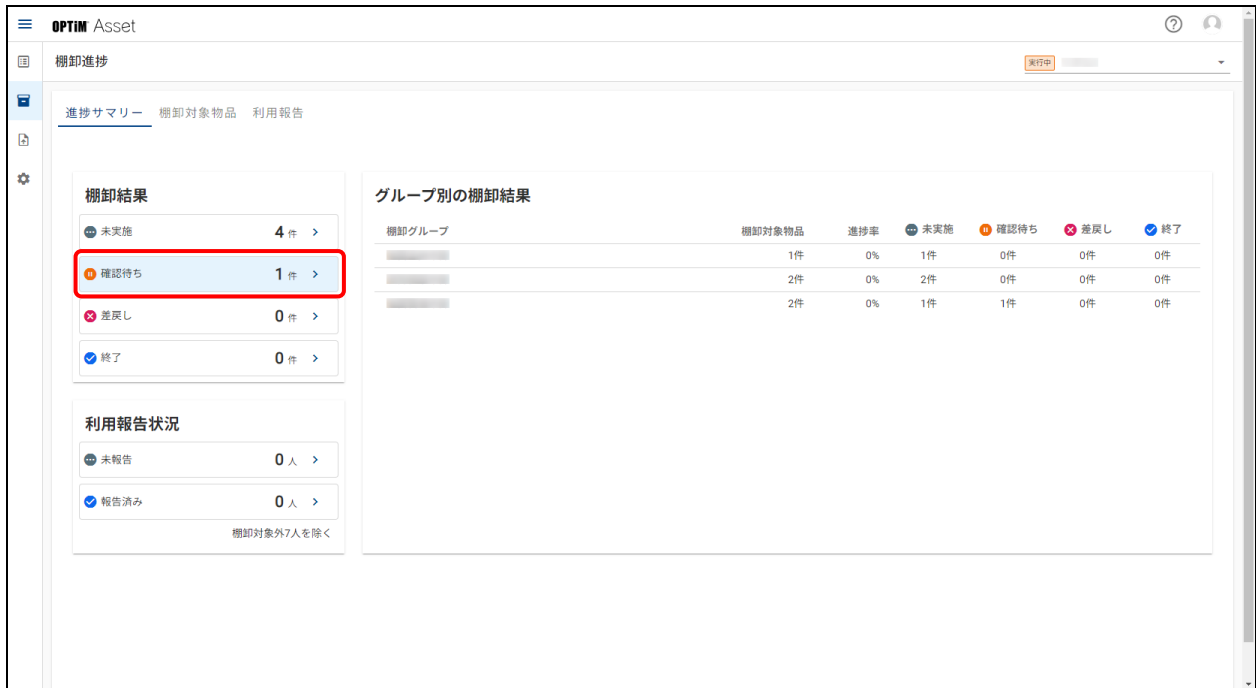 OPTiM Asset
棚卸進捗
実行中
進捗サマリー 棚卸対象物品 利用報告
棚卸結果
未実施 4 件
確認待ち 1 件
差戻し 0 件
終了 0 件
利用報告状況
未報告 0 人
報告済み 0 人
棚卸対象外7人を除く
グループ別の棚卸結果
棚卸グループ 棚卸対象物品 進捗率 未実施 確認待ち 差戻し 終了
1件 0% 1件 0件 0件 0件
2件 0% 2件 0件 0件 0件
2件 0% 1件 1件 0件 0件